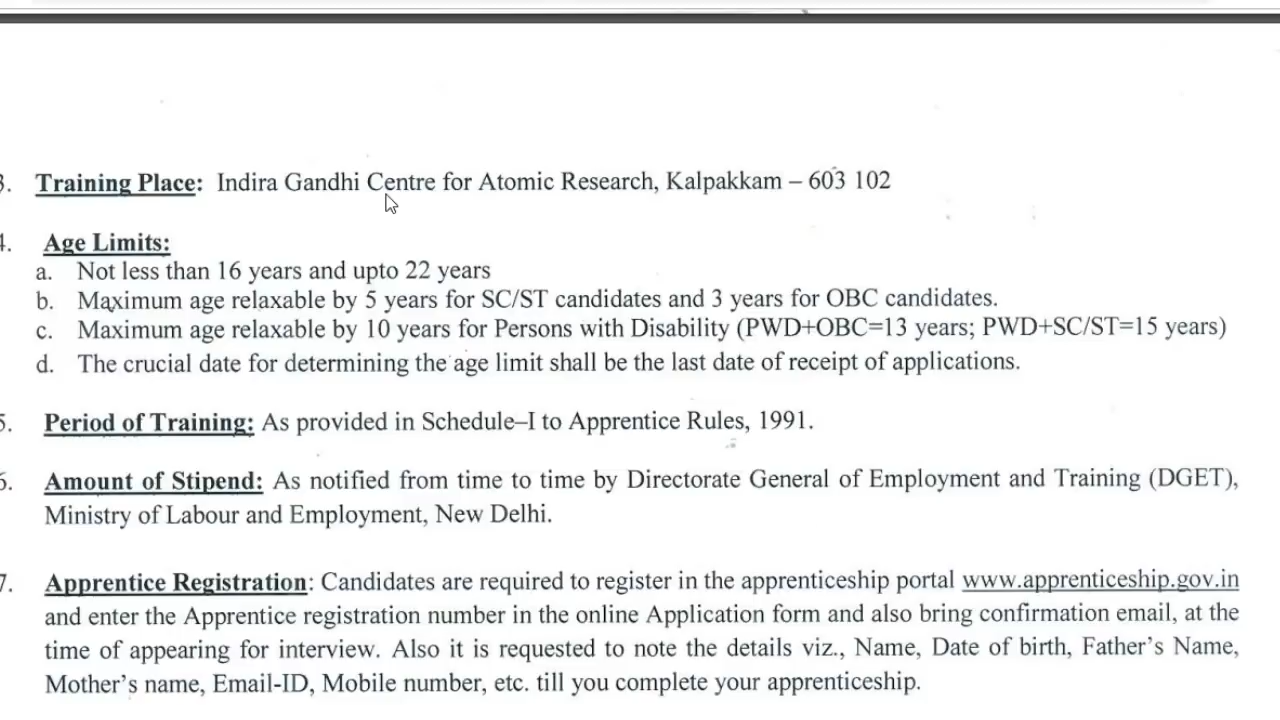 3. Training Place: Indira Gandhi Centre for Atomic Research, Kalpakkam – 603 102
4. Age Limits:
a. Not less than 16 years and upto 22 years
b. Maximum age relaxable by 5 years for SC/ST candidates and 3 years for OBC candidates.
c. Maximum age relaxable by 10 years for Persons with Disability (PWD+OBC=13 years; PWD+SC/ST=15 years)
d. The crucial date for determining the age limit shall be the last date of receipt of applications.
5. Period of Training: As provided in Schedule–I to Apprentice Rules, 1991.
6. Amount of Stipend: As notified from time to time by Directorate General of Employment and Training (DGET),
Ministry of Labour and Employment, New Delhi.
7. Apprentice Registration: Candidates are required to register in the apprenticeship portal www.apprenticeship.gov.in
and enter the Apprentice registration number in the online Application form and also bring confirmation email, at the
time of appearing for interview. Also it is requested to note the details viz., Name, Date of birth, Father's Name,
Mother's name, Email-ID, Mobile number, etc. till you complete your apprenticeship.